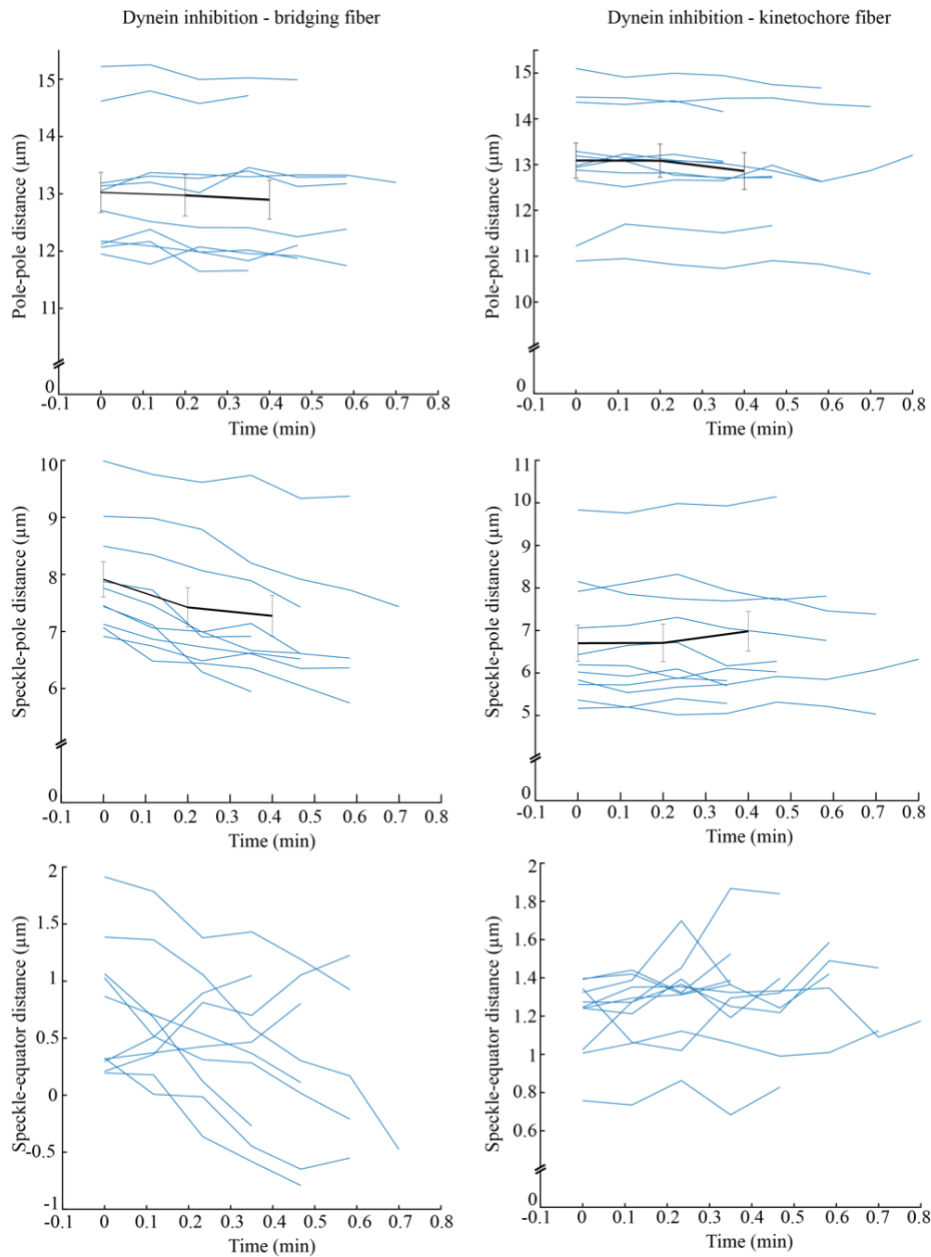 Dynein inhibition - bridging fiber
Dynein inhibition - kinetochore fiber
Pole-pole distance (µm)
15
14
13
12
11
0
-0.1 0 0.1 0.2 0.3 0.4 0.5 0.6 0.7 0.8
Time (min)
Pole-pole distance (µm)
15
14
13
12
11
10
0
-0.1 0 0.1 0.2 0.3 0.4 0.5 0.6 0.7 0.8
Time (min)
Speckle-pole distance (µm)
10
9
8
7
6
0
-0.1 0 0.1 0.2 0.3 0.4 0.5 0.6 0.7 0.8
Time (min)
Speckle-pole distance (µm)
11
10
9
8
7
6
5
0
-0.1 0 0.1 0.2 0.3 0.4 0.5 0.6 0.7 0.8
Time (min)
Speckle-equator distance (µm)
2
1.5
1
0.5
0
-0.5
-1
-0.1 0 0.1 0.2 0.3 0.4 0.5 0.6 0.7 0.8
Time (min)
Speckle-equator distance (µm)
2
1.8
1.6
1.4
1.2
1
0.8
0.6
0
-0.1 0 0.1 0.2 0.3 0.4 0.5 0.6 0.7 0.8
Time (min)